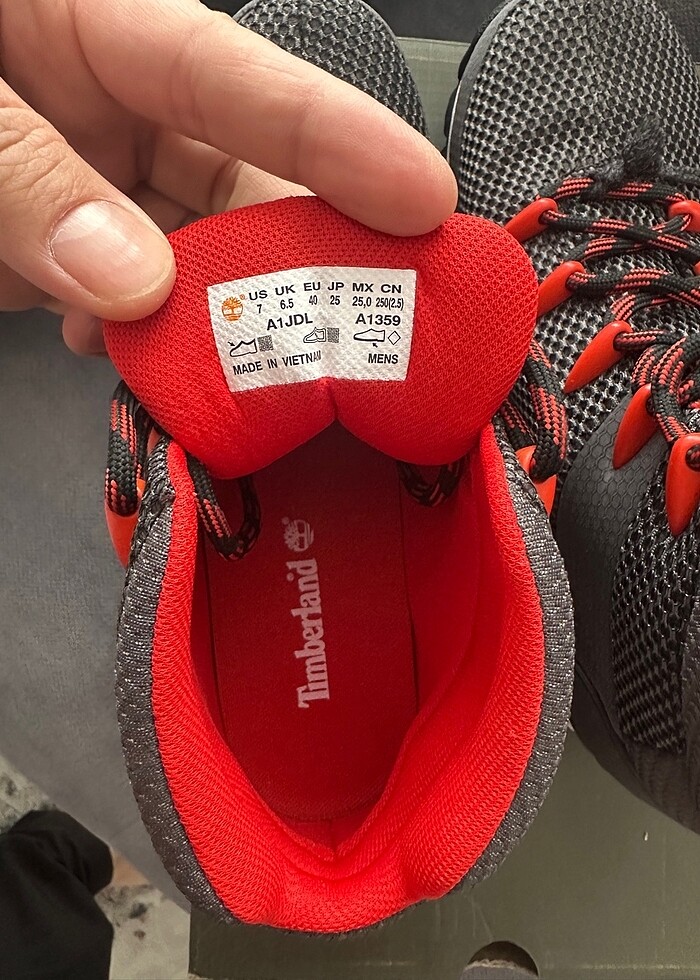 US UK EU JP MX CN
7 6.5 40 25 25,0 250(2.5)
A1JDL A1359
MADE IN VIETNAM MENS
Timberland